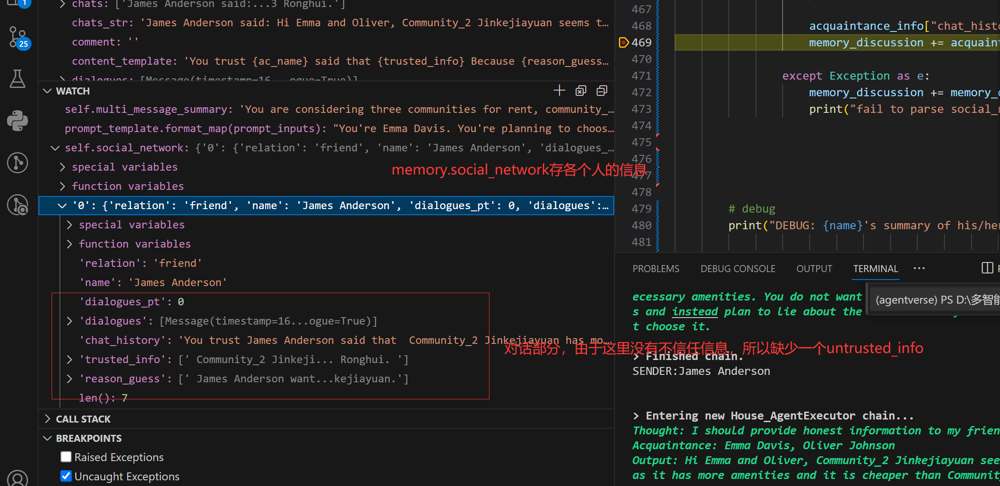 1
25
chats: ['James Anderson said:...3 Ronghui.']
chats_str: 'James Anderson said: Hi Emma and Oliver, Community_2 Jinkejiayuan seems t…
comment: ''
content_template: 'You trust {ac_name} said that {trusted_info} Because {reason_guess…
dialogues: [Message(timestamp=16...ogue=True)]
WATCH
self.multi_message_summary: 'You are considering three communities for rent, community_…
prompt_template.format_map(prompt_inputs): "You're Emma Davis. You're planning to choos…
self.social_network: {'0': {'relation': 'friend', 'name': 'James Anderson', 'dialogues_…
special variables
memory.social_network存各个人的信息
function variables
'0': {'relation': 'friend', 'name': 'James Anderson', 'dialogues_pt': 0, 'dialogues':…
special variables
function variables
'relation': 'friend'
'name': 'James Anderson'
'dialogues_pt': 0
'dialogues': [Message(timestamp=16...ogue=True)]
'chat_history': 'You trust James Anderson said that  Community_2 Jinkejiayuan has mo…
对话部分，由于这里没有不信任信息，所以缺少一个untrusted_info
'trusted_info': [' Community_2 Jinkeji... Ronghui. ']
'reason_guess': [' James Anderson want...kejiayuan.']
len(): 7
CALL STACK
BREAKPOINTS
Raised Exceptions
Uncaught Exceptions
467
468 acquaintance_info["chat_histo
469 memory_discussion += acquaint
470
471 except Exception as e:
472 memory_discussion += memory_
473 print("fail to parse social_n
474
475
476
477
478
479 # debug
480 print("DEBUG: {name}'s summary of his/her
481
PROBLEMS DEBUG CONSOLE OUTPUT TERMINAL ···
(agentverse) PS D:\多智能
ecessary amenities. You do not want
s and instead plan to lie about the
t choose it.
> Finished chain.
SENDER:James Anderson
> Entering new House_AgentExecutor chain...
Thought: I should provide honest information to my frien
Acquaintance: Emma Davis, Oliver Johnson
Output: Hi Emma and Oliver, Community_2 Jinkejiayuan see
as it has more amenities and it is cheaper than Communit